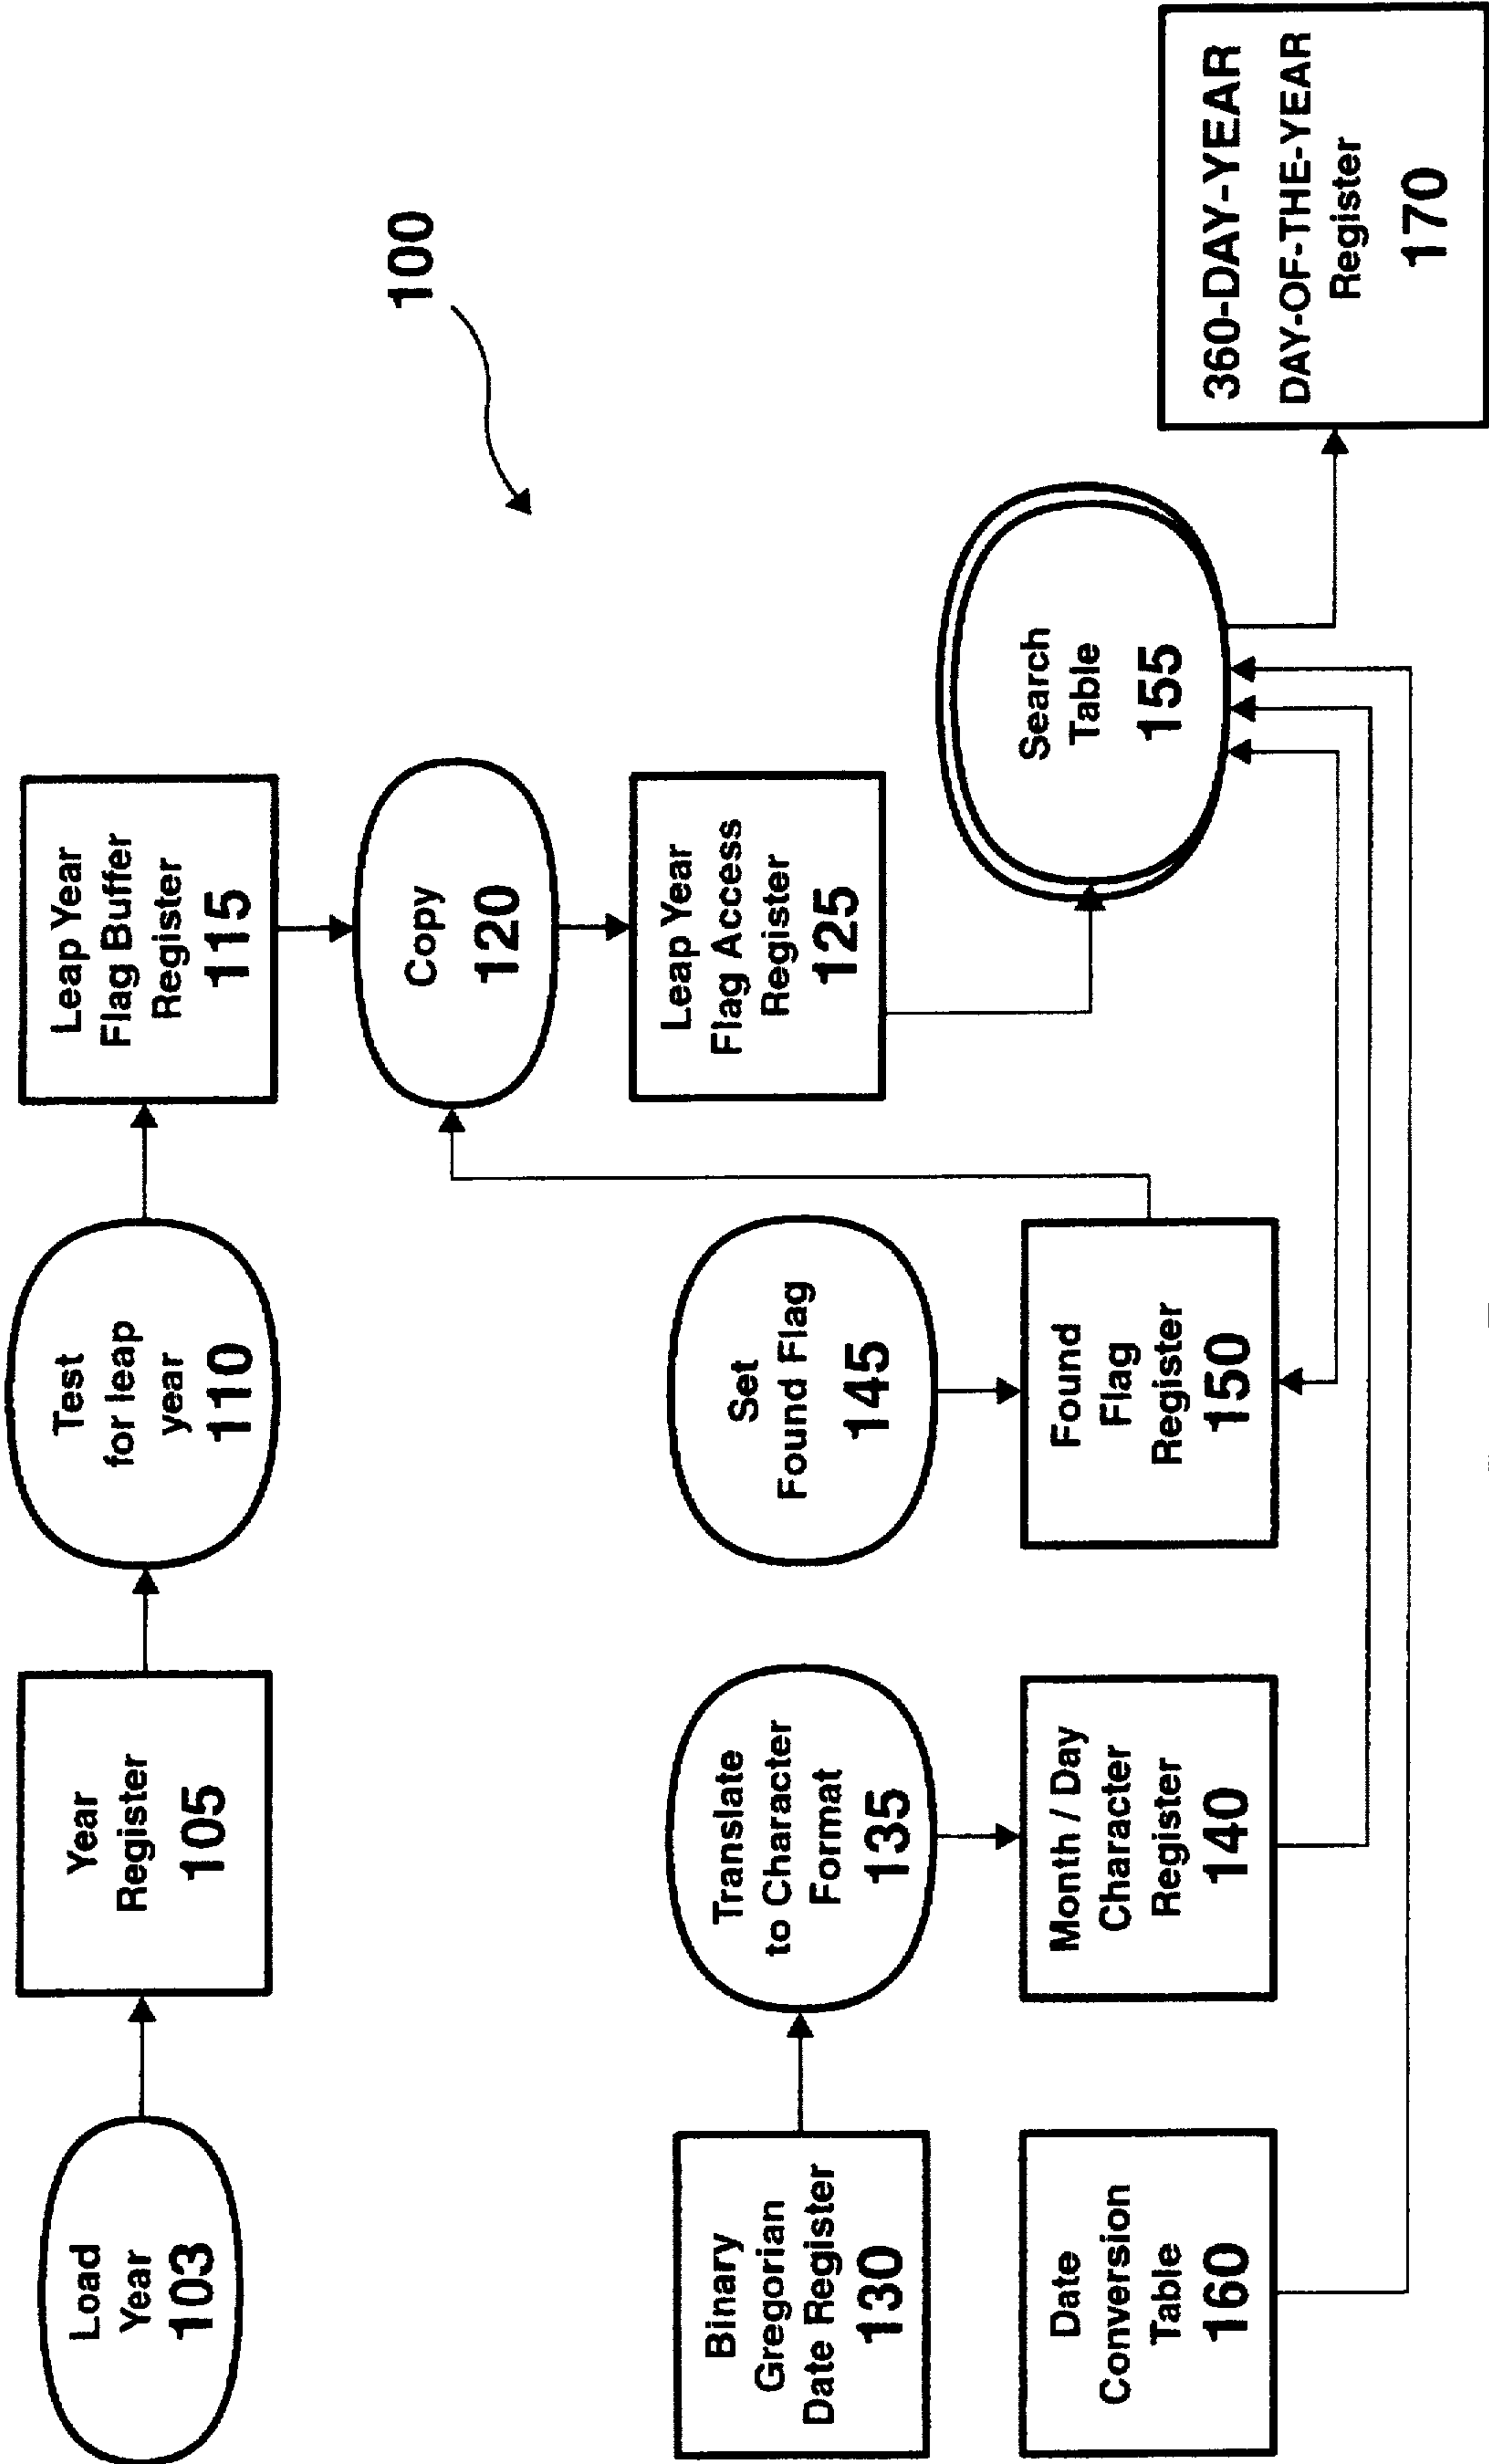 100
Load
Year
103
Year
Register
105
Test
for leap
year
110
Leap Year
Flag Buffer
Register
115
Copy
120
Leap Year
Flag Access
Register
125
Binary
Gregorian
Date Register
130
Translate
to Character
Format
135
Month / Day
Character
Register
140
Set
Found Flag
145
Found
Flag
Register
150
Search
Table
155
Date
Conversion
Table
160
360-DAY-YEAR
DAY-OF-THE-YEAR
Register
170